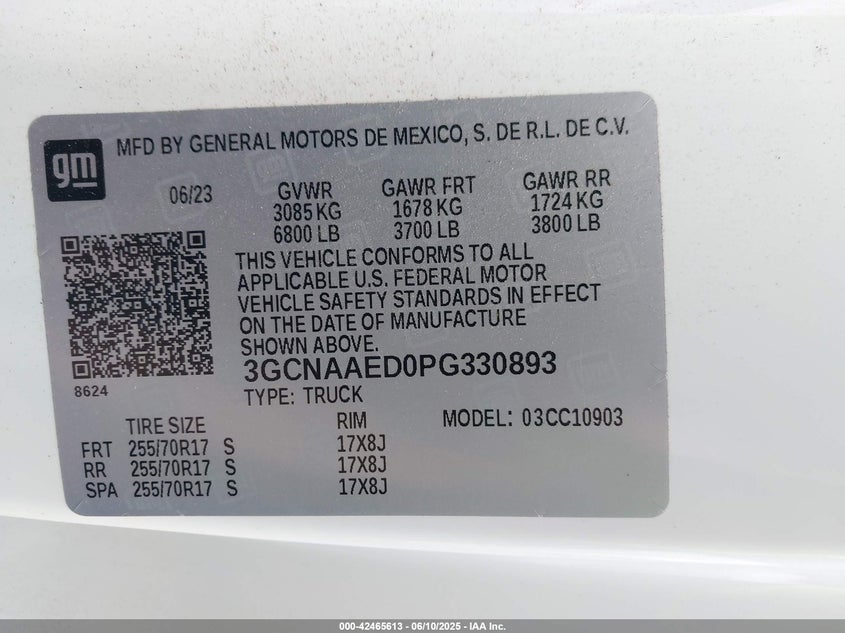 gm
MFD BY GENERAL MOTORS DE MEXICO, S. DE R.L. DE C.V.
06/23 GVWR GAWR FRT GAWR RR
3085 KG 1678 KG 1724 KG
6800 LB 3700 LB 3800 LB
THIS VEHICLE CONFORMS TO ALL
APPLICABLE U.S. FEDERAL MOTOR
VEHICLE SAFETY STANDARDS IN EFFECT
ON THE DATE OF MANUFACTURE
SHOWN ABOVE.
8624
3GCNAAED0PG330893
TYPE: TRUCK
TIRE SIZE RIM MODEL: 03CC10903
FRT 255/70R17 S 17X8J
RR 255/70R17 S 17X8J
SPA 255/70R17 S 17X8J
000-42465613 - 06/10/2025 - IAA Inc.